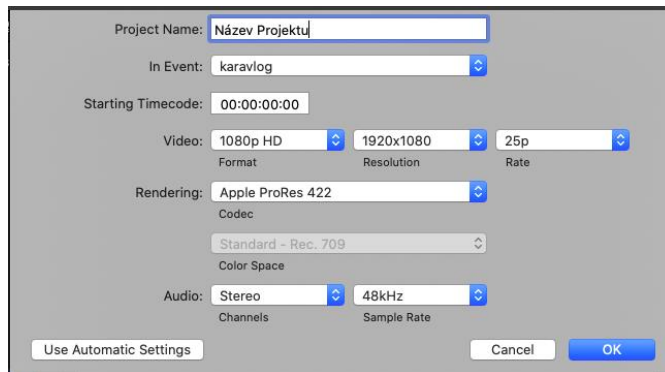 Project Name: Název Projektu
In Event: karavlog
Starting Timecode: 00:00:00:00
Video: 1080p HD 1920x1080 25p
Format Resolution Rate
Rendering: Apple ProRes 422
Codec
Standard - Rec. 709
Color Space
Audio: Stereo 48kHz
Channels Sample Rate
Use Automatic Settings Cancel OK